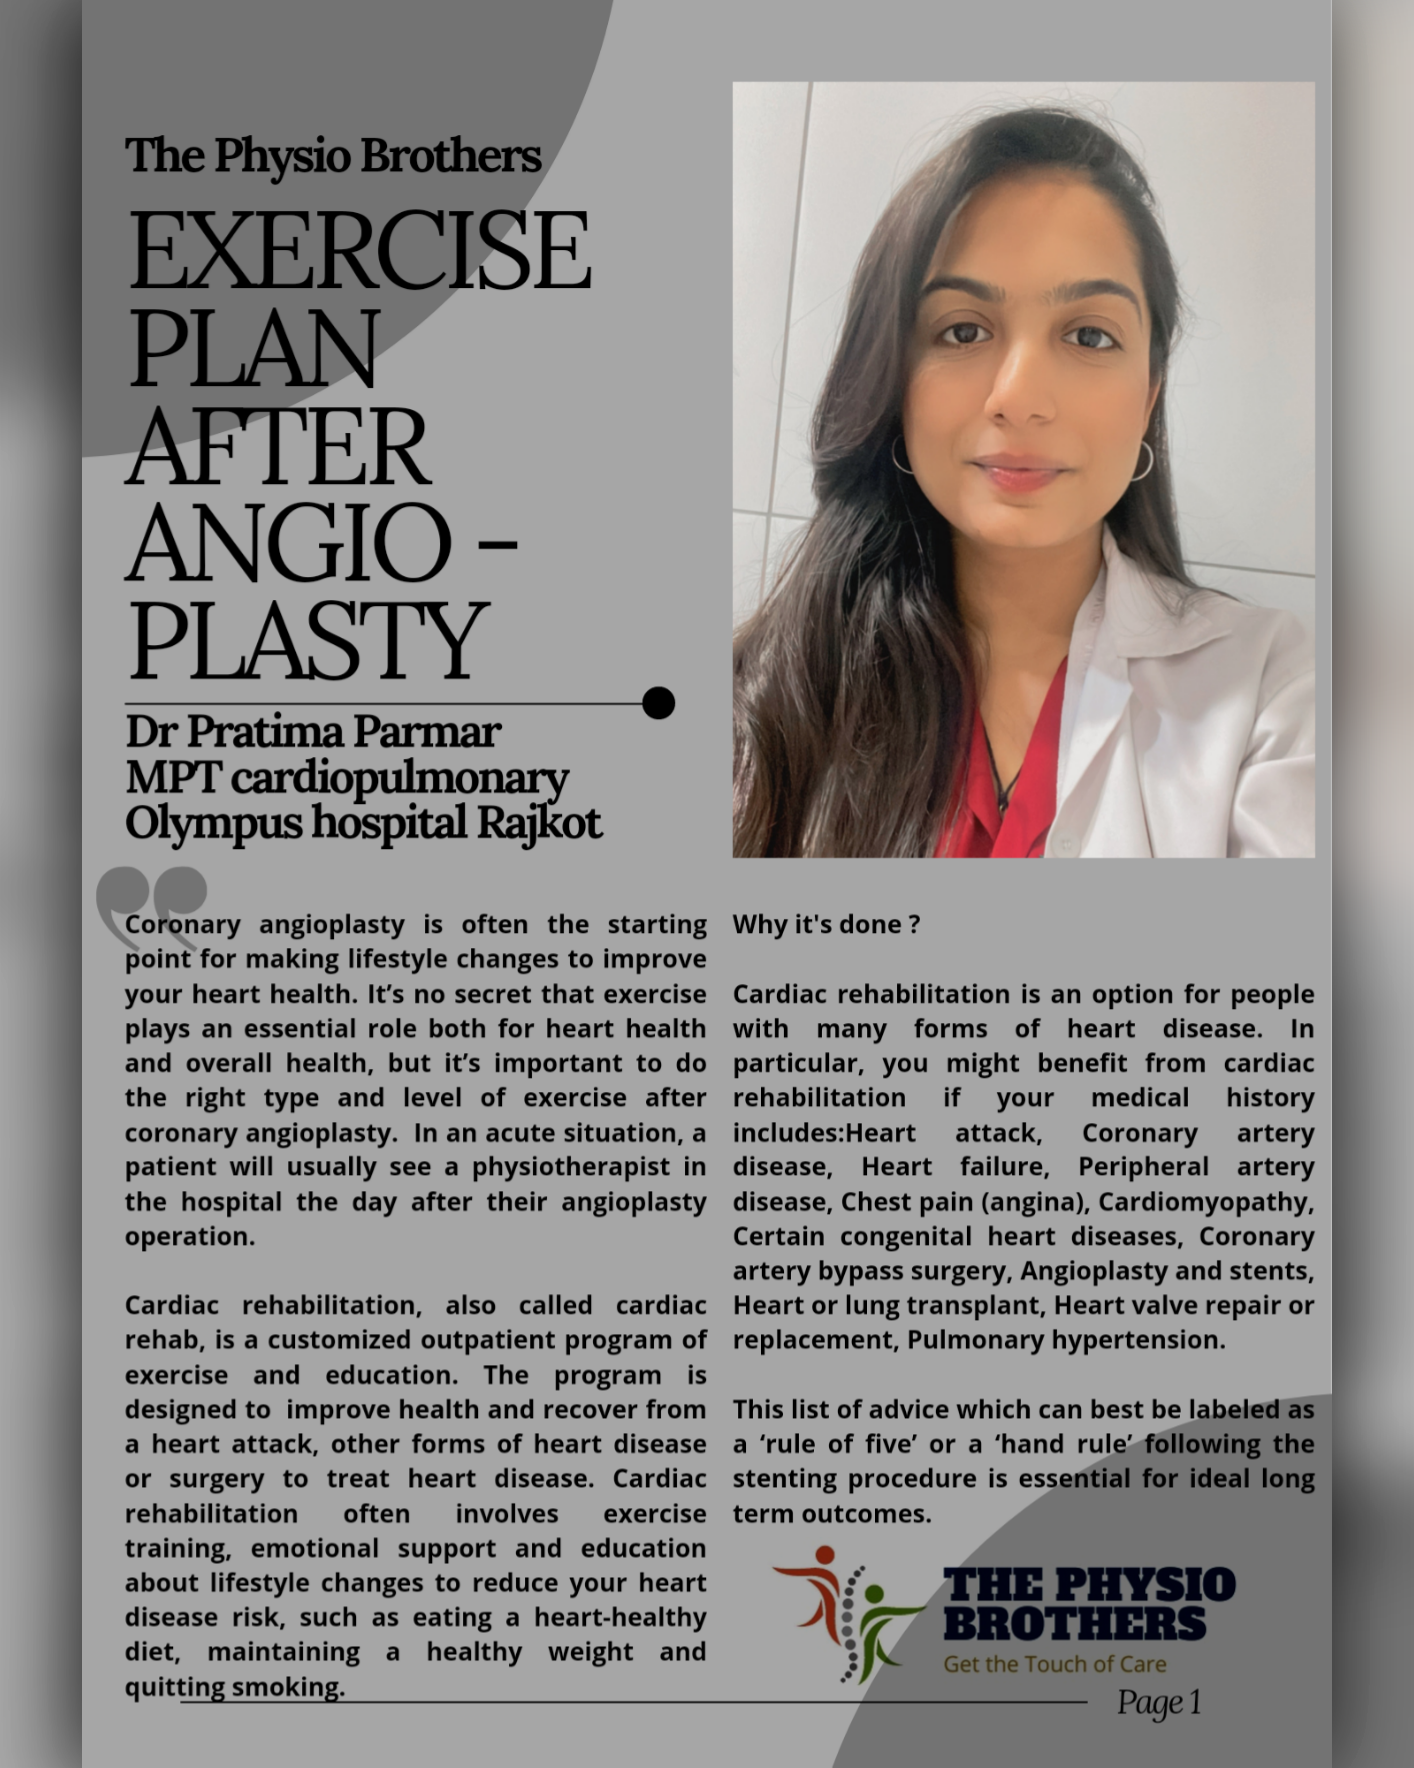 The Physio Brothers
EXERCISE
PLAN
AFTER
ANGIO -
PLASTY
Dr Pratima Parmar
MPT cardiopulmonary
Olympus hospital Rajkot
Coronary angioplasty is often the starting
point for making lifestyle changes to improve
your heart health. It’s no secret that exercise
plays an essential role both for heart health
and overall health, but it’s important to do
the right type and level of exercise after
coronary angioplasty. In an acute situation, a
patient will usually see a physiotherapist in
the hospital the day after their angioplasty
operation.
Cardiac rehabilitation, also called cardiac
rehab, is a customized outpatient program of
exercise and education. The program is
designed to improve health and recover from
a heart attack, other forms of heart disease
or surgery to treat heart disease. Cardiac
rehabilitation often involves exercise
training, emotional support and education
about lifestyle changes to reduce your heart
disease risk, such as eating a heart-healthy
diet, maintaining a healthy weight and
quitting smoking.
Why it's done ?
Cardiac rehabilitation is an option for people
with many forms of heart disease. In
particular, you might benefit from cardiac
rehabilitation if your medical history
includes:Heart attack, Coronary artery
disease, Heart failure, Peripheral artery
disease, Chest pain (angina), Cardiomyopathy,
Certain congenital heart diseases, Coronary
artery bypass surgery, Angioplasty and stents,
Heart or lung transplant, Heart valve repair or
replacement, Pulmonary hypertension.
This list of advice which can best be labeled as
a ‘rule of five’ or a ‘hand rule’ following the
stenting procedure is essential for ideal long
term outcomes.
THE PHYSIO
BROTHERS
Get the Touch of Care
Page 1